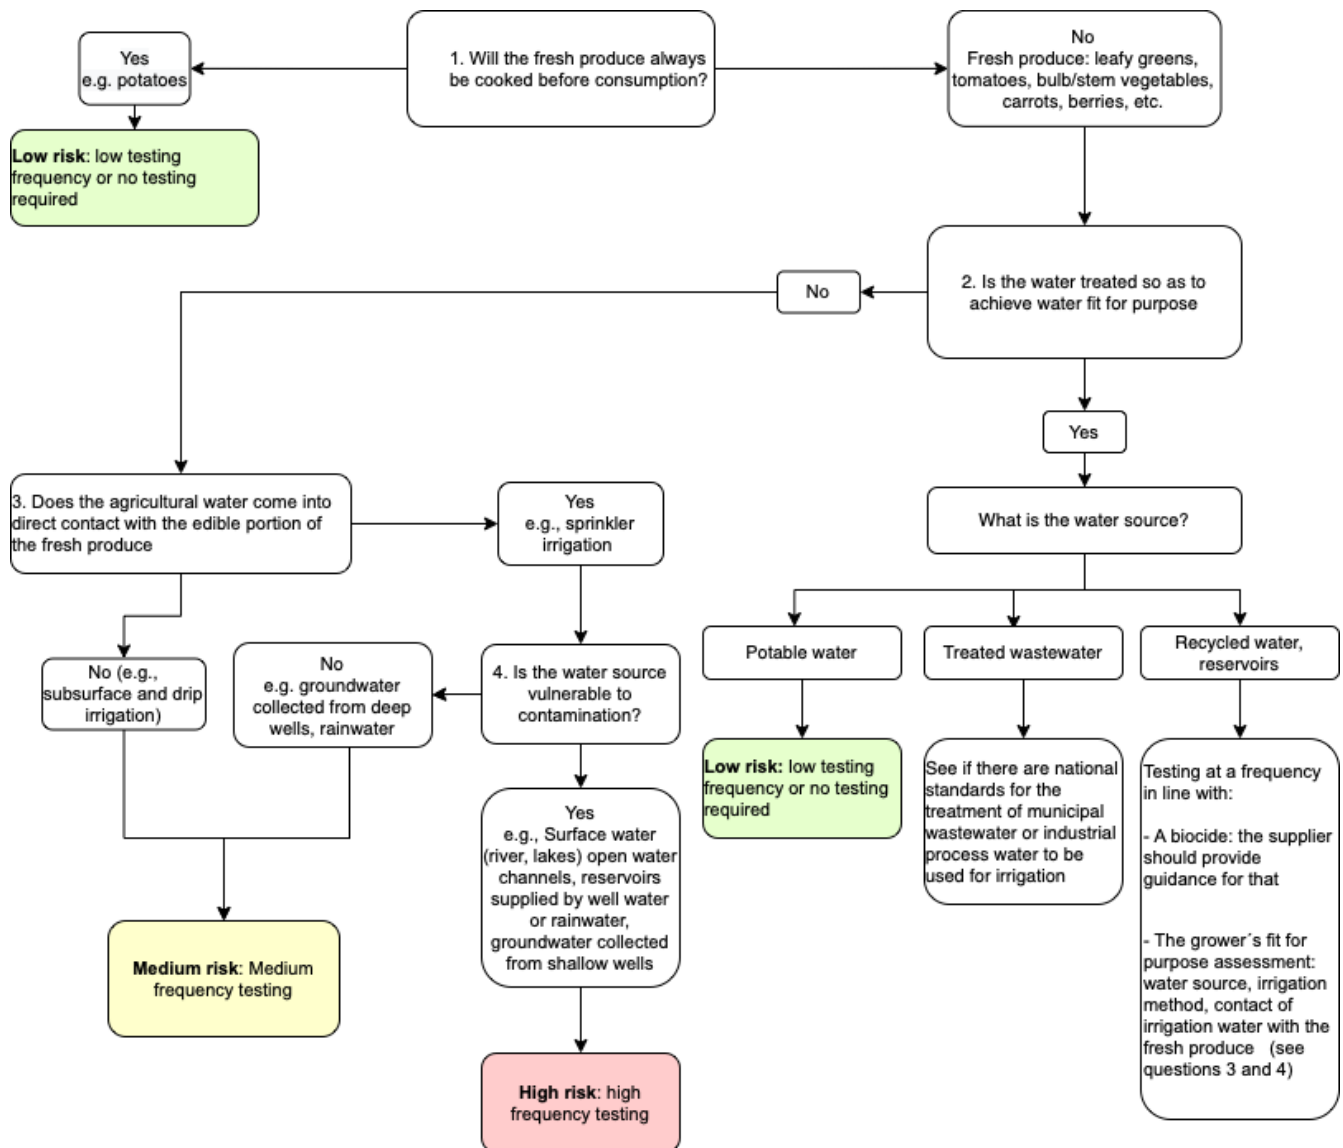 Yes
e.g. potatoes
1. Will the fresh produce always
be cooked before consumption?
No
Fresh produce: leafy greens,
tomatoes, bulb/stem vegetables,
carrots, berries, etc.
Low risk: low testing
frequency or no testing
required
2. Is the water treated so as to
achieve water fit for purpose
No
Yes
3. Does the agricultural water come into
direct contact with the edible portion of
the fresh produce
Yes
e.g., sprinkler
irrigation
What is the water source?
No (e.g.,
subsurface and drip
irrigation)
No
e.g. groundwater
collected from deep
wells, rainwater
4. Is the water source
vulnerable to
contamination?
Potable water
Treated wastewater
Recycled water,
reservoirs
Yes
e.g., Surface water
(river, lakes) open water
channels, reservoirs
supplied by well water
or rainwater,
groundwater collected
from shallow wells
Low risk: low testing
frequency or no testing
required
See if there are national
standards for the
treatment of municipal
wastewater or industrial
process water to be
used for irrigation
Testing at a frequency
in line with:
- A biocide: the supplier
should provide
guidance for that
- The grower´s fit for
purpose assessment:
water source, irrigation
method, contact of
irrigation water with the
fresh produce (see
questions 3 and 4)
Medium risk: Medium
frequency testing
High risk: high
frequency testing